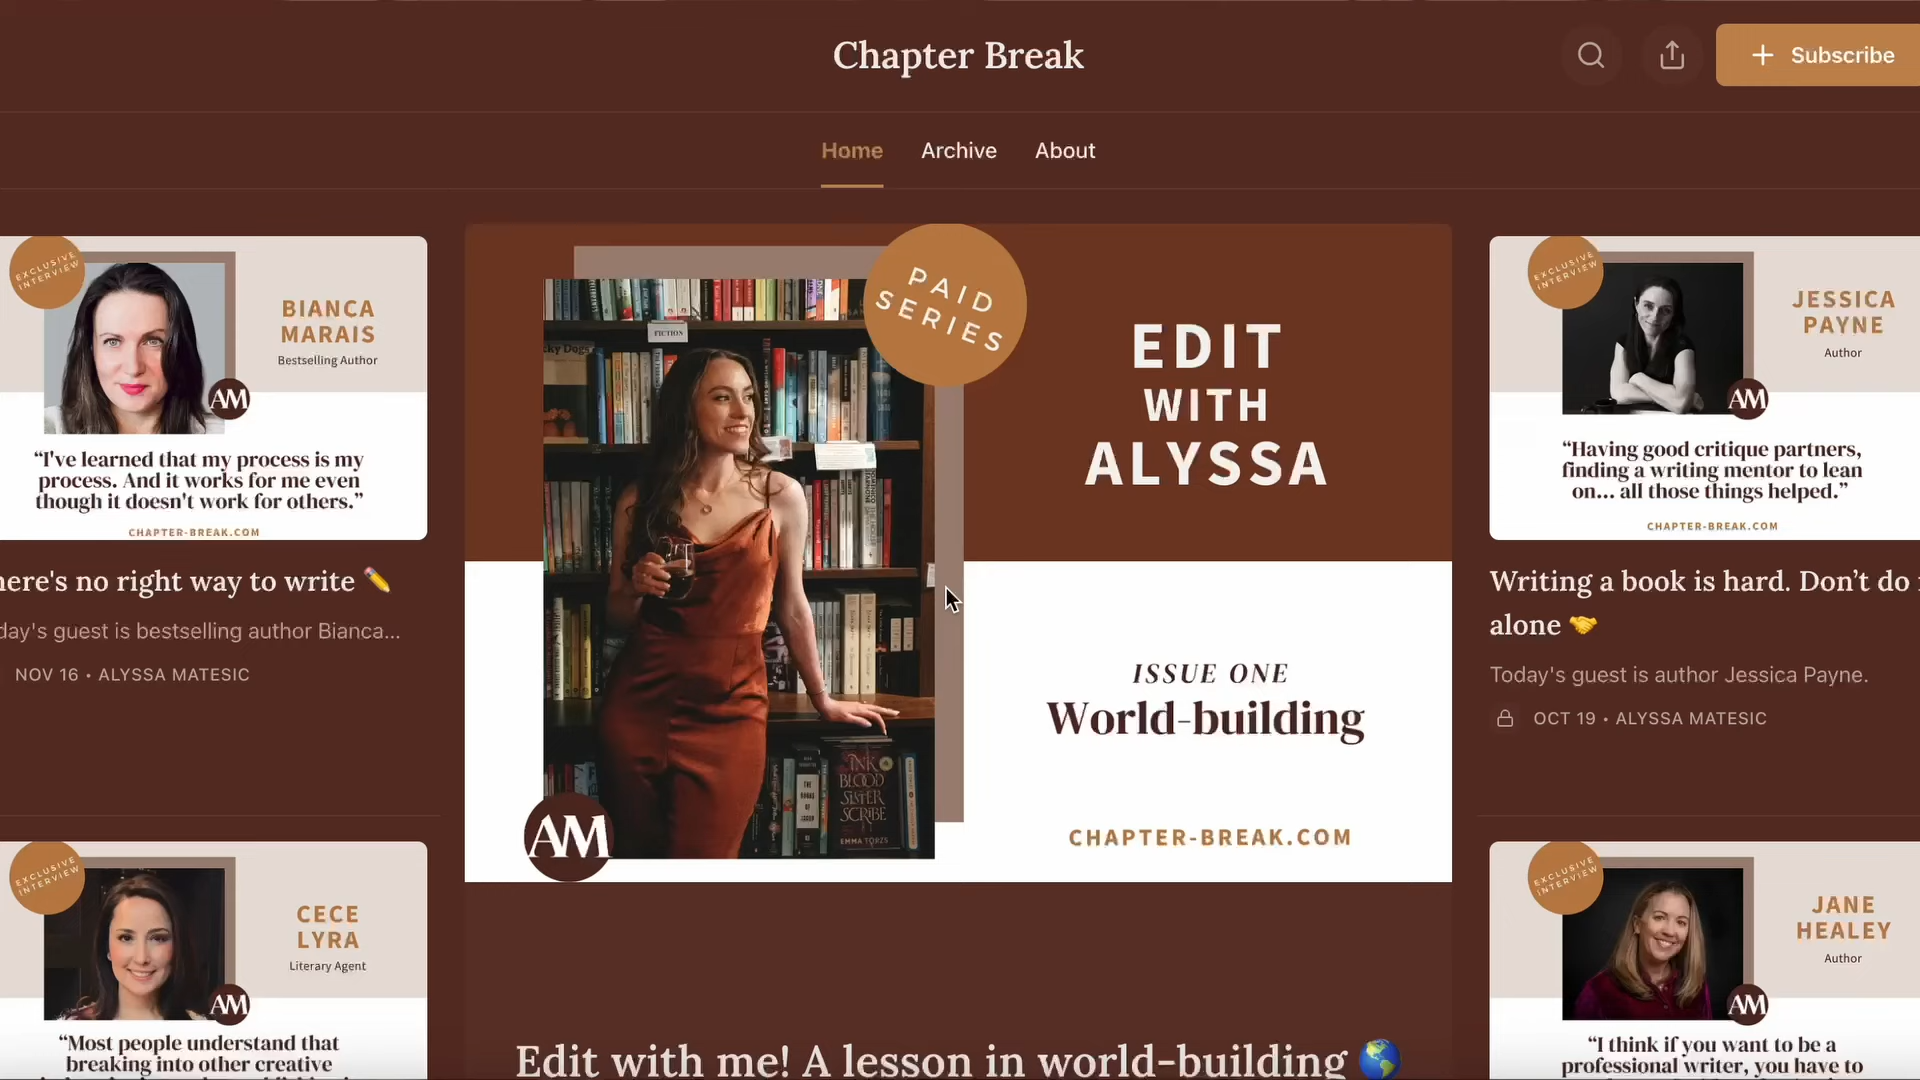 Chapter Break
Subscribe
Home
Archive
About
EXCLUSIVE
INTERVIEW
BIANCA
MARAIS
Bestselling Author
AM
“I've learned that my process is my
process. And it works for me even
though it doesn't work for others.”
CHAPTER-BREAK.COM
here's no right way to write
day's guest is bestselling author Bianca...
NOV 16 • ALYSSA MATESIC
EXCLUSIVE
INTERVIEW
CECE
LYRA
Literary Agent
AM
“Most people understand that
breaking into other creative
PAID
SERIES
FICTION
EDIT
WITH
ALYSSA
ISSUE ONE
World-building
INK
BLOOD
SISTER
SCRIBE
EMMA TÖRZS
AM
CHAPTER-BREAK.COM
Edit with me! A lesson in world-building
EXCLUSIVE
INTERVIEW
JESSICA
PAYNE
Author
AM
“Having good critique partners,
finding a writing mentor to lean
on... all those things helped.”
CHAPTER-BREAK.COM
Writing a book is hard. Don’t do
alone
Today's guest is author Jessica Payne.
OCT 19 • ALYSSA MATESIC
EXCLUSIVE
INTERVIEW
JANE
HEALEY
Author
AM
“I think if you want to be a
professional writer, you have to